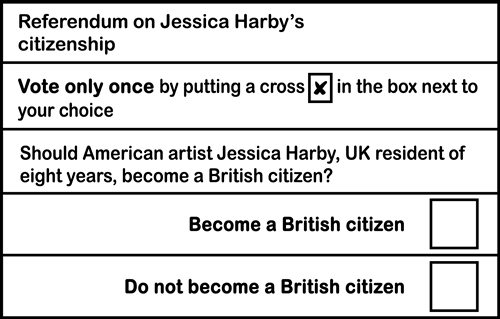 Referendum on Jessica Harby’s
citizenship
Vote only once by putting a cross ✘ in the box next to
your choice
Should American artist Jessica Harby, UK resident of
eight years, become a British citizen?
Become a British citizen
Do not become a British citizen